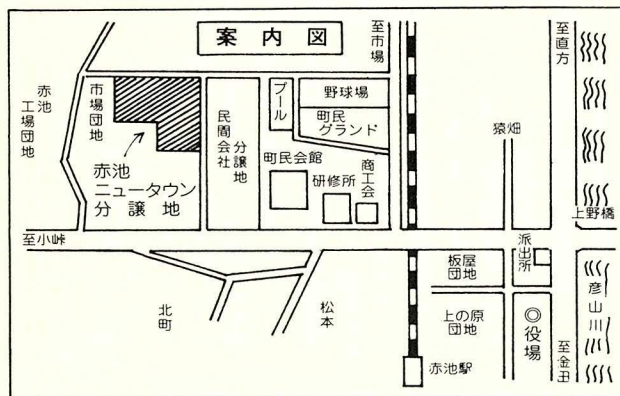 案内図
至市場
至直方
赤池
工場団地
市場団地
赤池
ニュータウン
分譲地
民間会社
分譲地
プール
野球場
町民
グランド
町民会館
研修所
商工会
猿畑
上野橋
至小峠
派出所
板屋
団地
北町
松本
上の原
団地
◎役場
彦山川
至金田
赤池駅